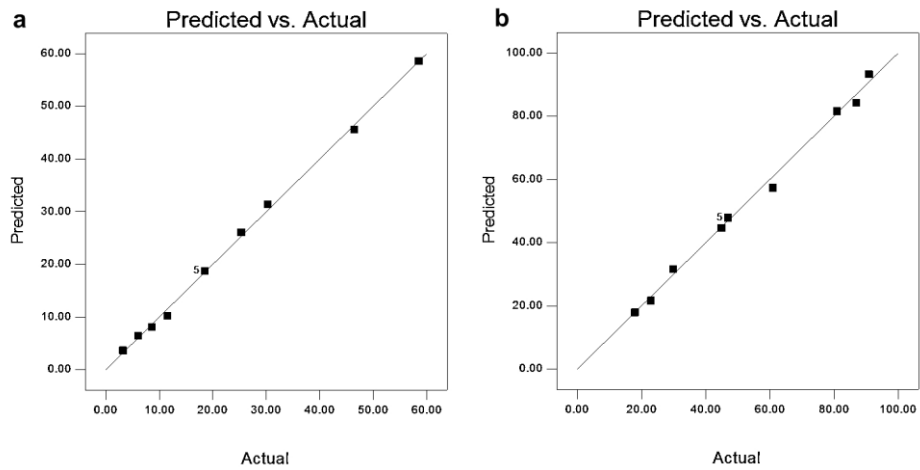 a
Predicted vs. Actual
60.00
50.00
40.00
30.00
20.00
10.00
0.00
Predicted
5
0.00 10.00 20.00 30.00 40.00 50.00 60.00
Actual
b
Predicted vs. Actual
100.00
80.00
60.00
40.00
20.00
0.00
Predicted
5
0.00 20.00 40.00 60.00 80.00 100.00
Actual